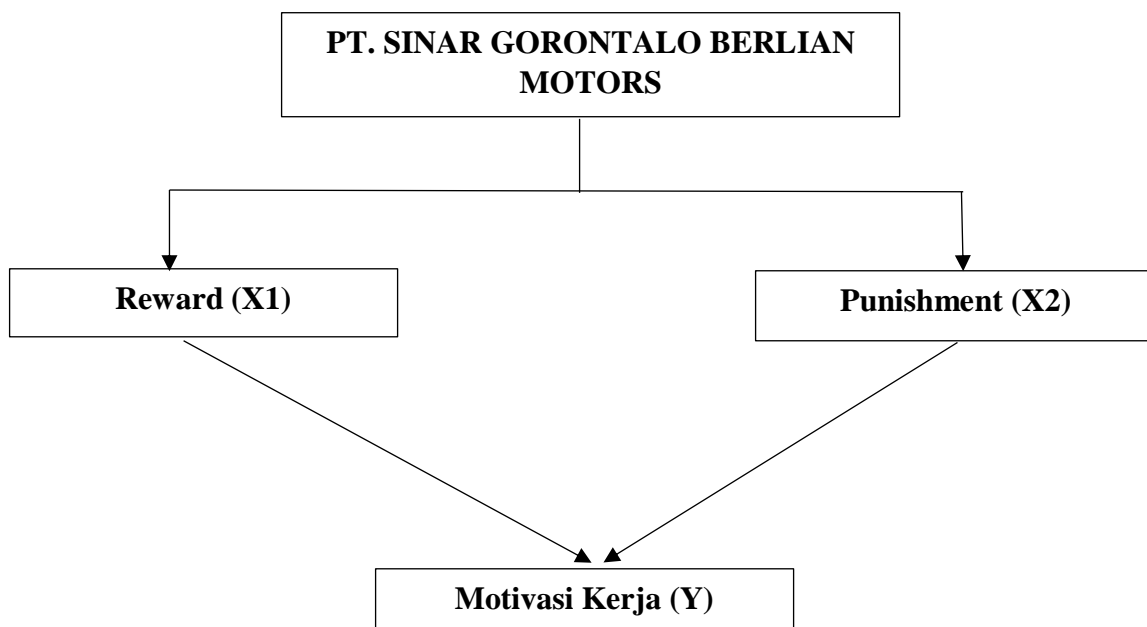 PT. SINAR GORONTALO BERLIAN
MOTORS
Reward (X1)
Punishment (X2)
Motivasi Kerja (Y)